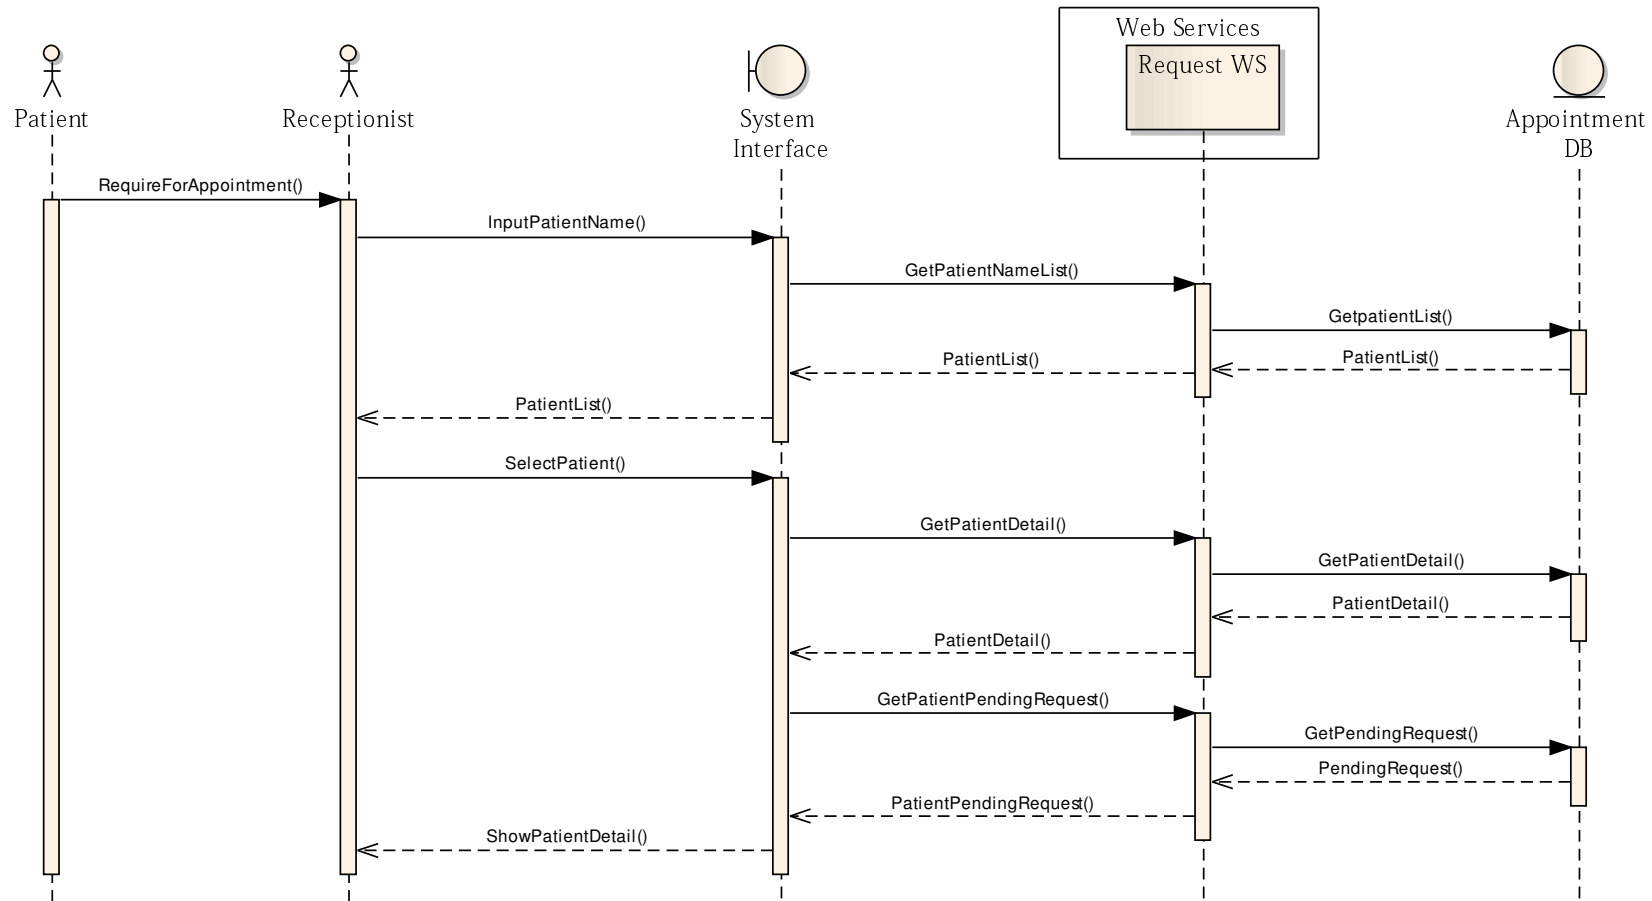 Web Services
Request WS
Patient
Receptionist
System
Interface
Appointment
DB
RequireForAppointment()
InputPatientName()
GetPatientNameList()
GetpatientList()
PatientList()
PatientList()
PatientList()
SelectPatient()
GetPatientDetail()
GetPatientDetail()
PatientDetail()
PatientDetail()
GetPatientPendingRequest()
GetPendingRequest()
PendingRequest()
PatientPendingRequest()
ShowPatientDetail()